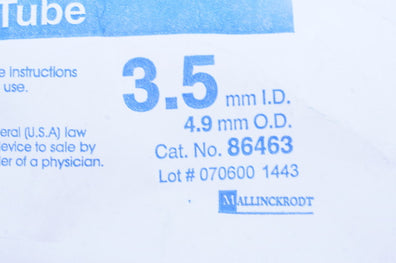 Tube
e instructions
use.
3.5 mm I.D.
4.9 mm O.D.
eral (U.S.A) law
evice to sale by
er of a physician.
Cat. No. 86463
Lot # 070600 1443
MALLINCKRODT